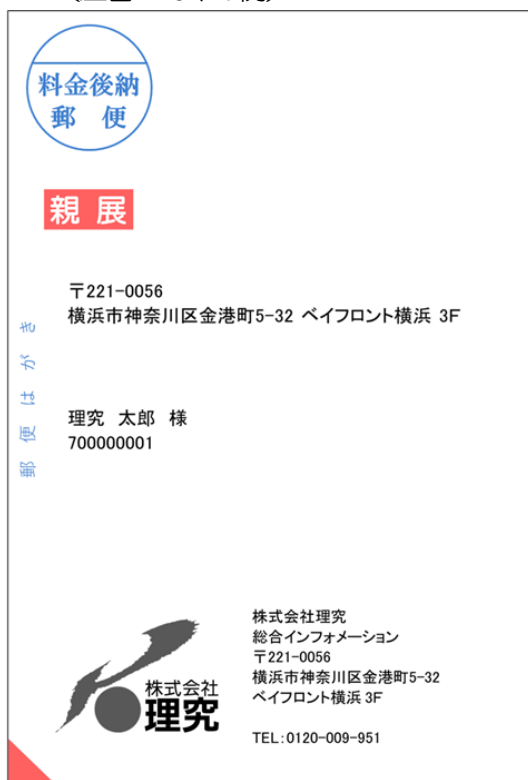 料金後納
郵 便
親 展
〒221-0056
横浜市神奈川区金港町5-32 ベイフロント横浜 3F
郵便はがき
理究 太郎 様
700000001
株式会社
理究
株式会社理究
総合インフォメーション
〒221-0056
横浜市神奈川区金港町5-32
ベイフロント横浜 3F
TEL:0120-009-951